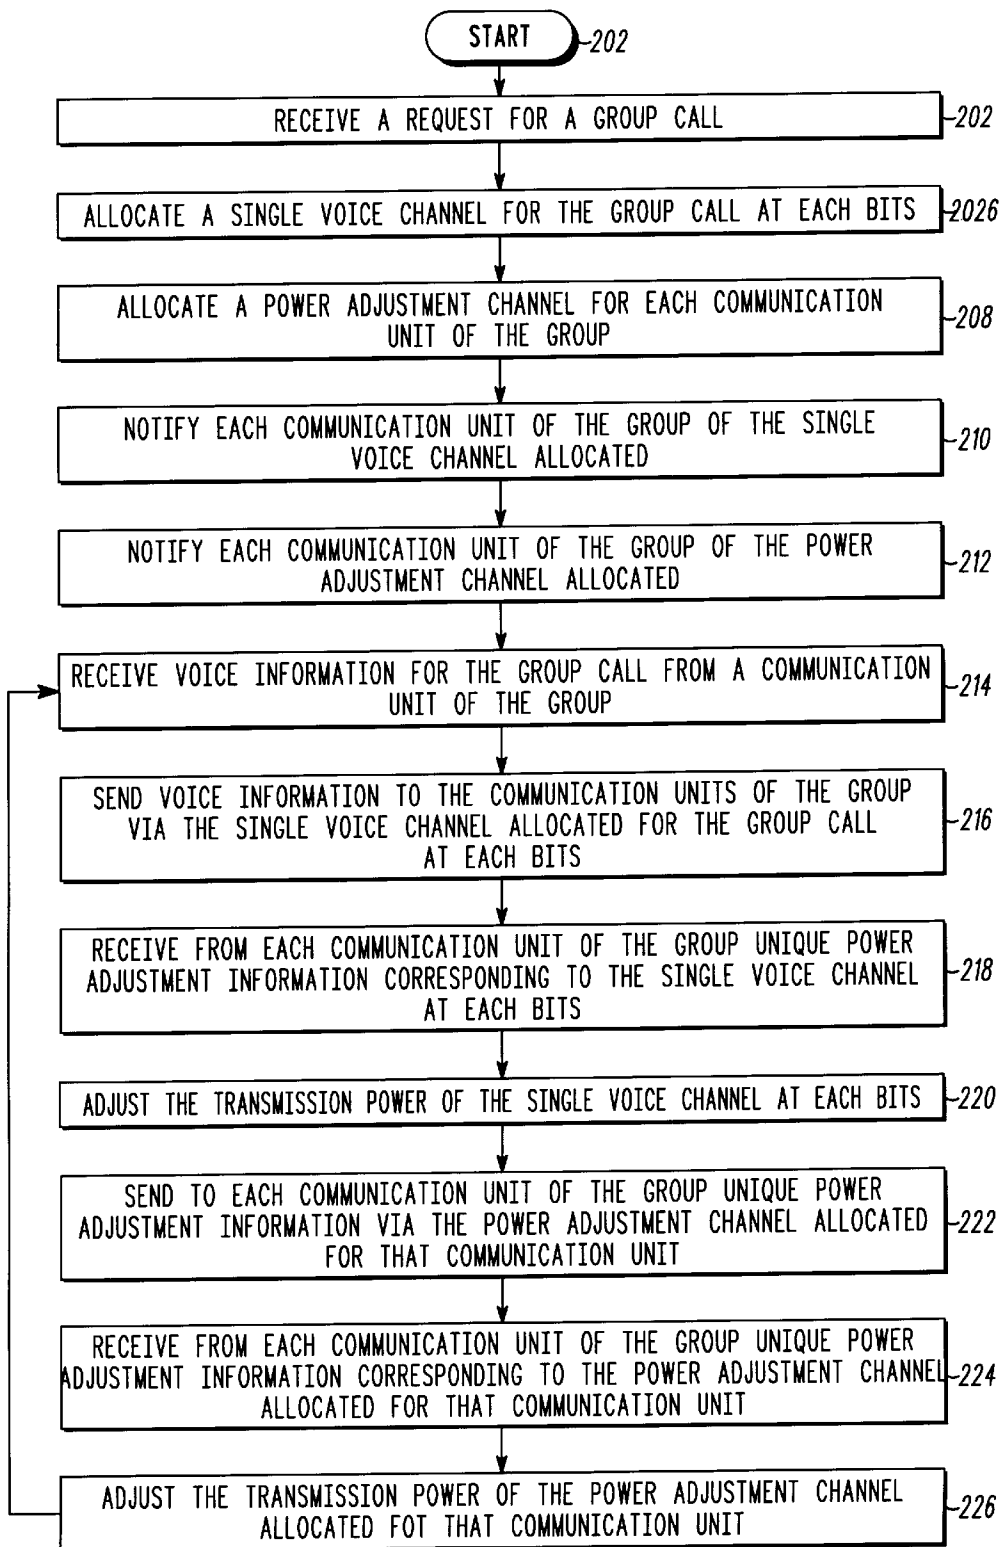 START
202
RECEIVE A REQUEST FOR A GROUP CALL
202
ALLOCATE A SINGLE VOICE CHANNEL FOR THE GROUP CALL AT EACH BITS
2026
ALLOCATE A POWER ADJUSTMENT CHANNEL FOR EACH COMMUNICATION
UNIT OF THE GROUP
208
NOTIFY EACH COMMUNICATION UNIT OF THE GROUP OF THE SINGLE
VOICE CHANNEL ALLOCATED
210
NOTIFY EACH COMMUNICATION UNIT OF THE GROUP OF THE POWER
ADJUSTMENT CHANNEL ALLOCATED
212
RECEIVE VOICE INFORMATION FOR THE GROUP CALL FROM A COMMUNICATION
UNIT OF THE GROUP
214
SEND VOICE INFORMATION TO THE COMMUNICATION UNITS OF THE GROUP
VIA THE SINGLE VOICE CHANNEL ALLOCATED FOR THE GROUP CALL
AT EACH BITS
216
RECEIVE FROM EACH COMMUNICATION UNIT OF THE GROUP UNIQUE POWER
ADJUSTMENT INFORMATION CORRESPONDING TO THE SINGLE VOICE CHANNEL
AT EACH BITS
218
ADJUST THE TRANSMISSION POWER OF THE SINGLE VOICE CHANNEL AT EACH BITS
220
SEND TO EACH COMMUNICATION UNIT OF THE GROUP UNIQUE POWER
ADJUSTMENT INFORMATION VIA THE POWER ADJUSTMENT CHANNEL ALLOCATED
FOR THAT COMMUNICATION UNIT
222
RECEIVE FROM EACH COMMUNICATION UNIT OF THE GROUP UNIQUE POWER
ADJUSTMENT INFORMATION CORRESPONDING TO THE POWER ADJUSTMENT CHANNEL
ALLOCATED FOR THAT COMMUNICATION UNIT
224
ADJUST THE TRANSMISSION POWER OF THE POWER ADJUSTMENT CHANNEL
ALLOCATED FOT THAT COMMUNICATION UNIT
226